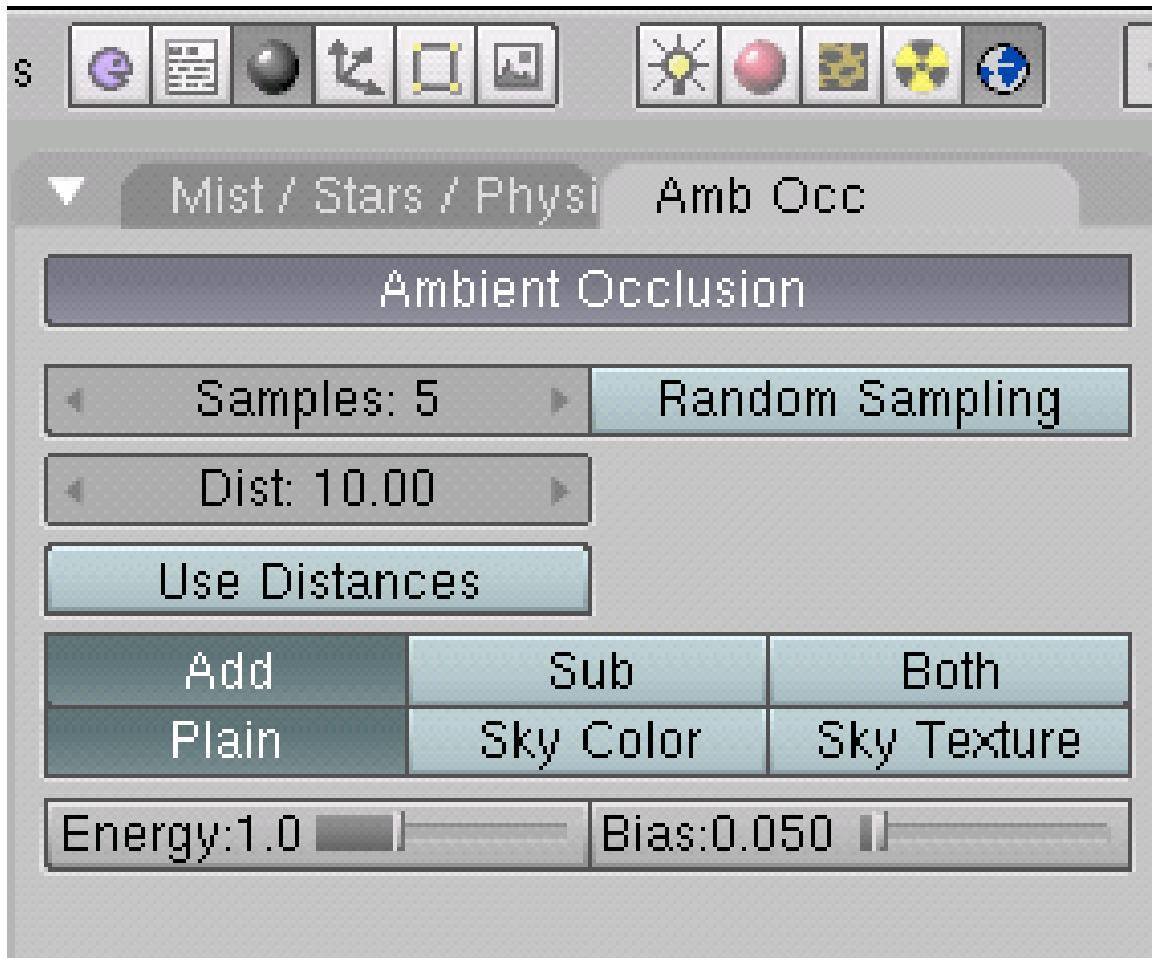 s
Mist / Stars / Physi Amb Occ
Ambient Occlusion
Samples: 5 Random Sampling
Dist: 10.00
Use Distances
Add Sub Both
Plain Sky Color Sky Texture
Energy:1.0 Bias:0.050